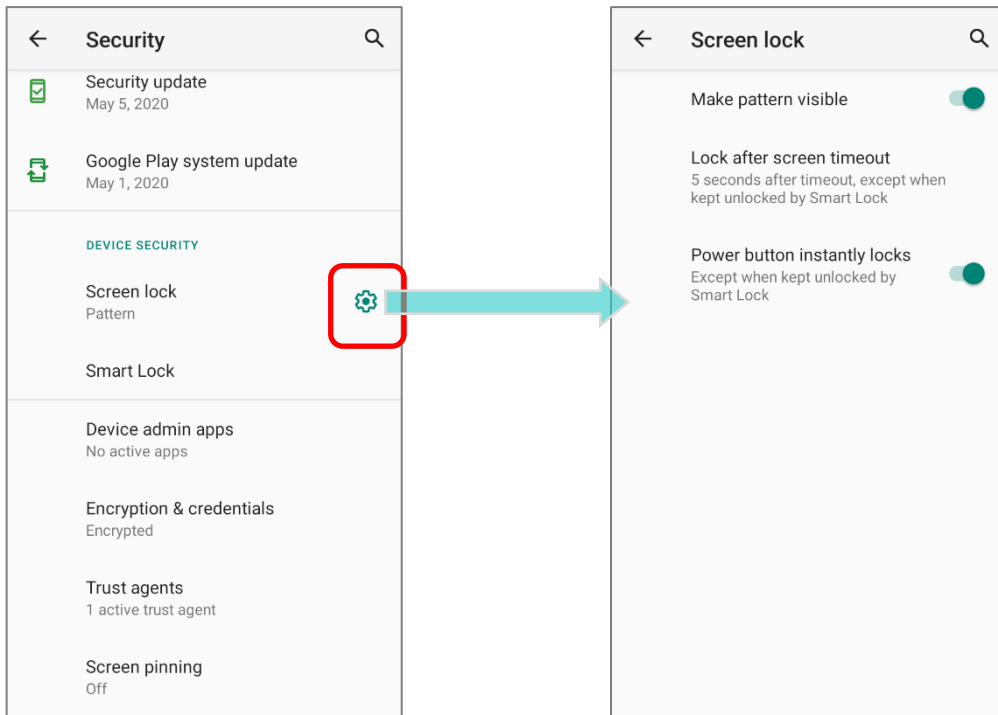 Security
Security update
May 5, 2020
Google Play system update
May 1, 2020
DEVICE SECURITY
Screen lock
Pattern
Smart Lock
Device admin apps
No active apps
Encryption & credentials
Encrypted
Trust agents
1 active trust agent
Screen pinning
Off
Screen lock
Make pattern visible
Lock after screen timeout
5 seconds after timeout, except when
kept unlocked by Smart Lock
Power button instantly locks
Except when kept unlocked by
Smart Lock